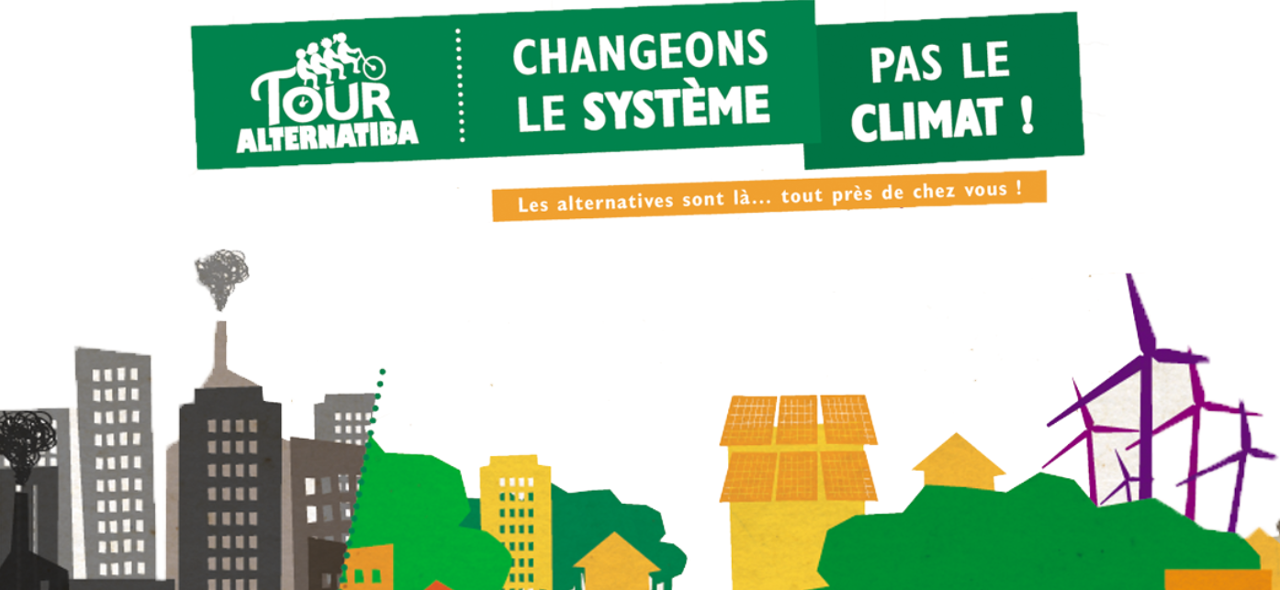 TOUR
ALTERNATIBA
CHANGEONS
LE SYSTÈME
PAS LE
CLIMAT !
Les alternatives sont là... tout près de chez vous !